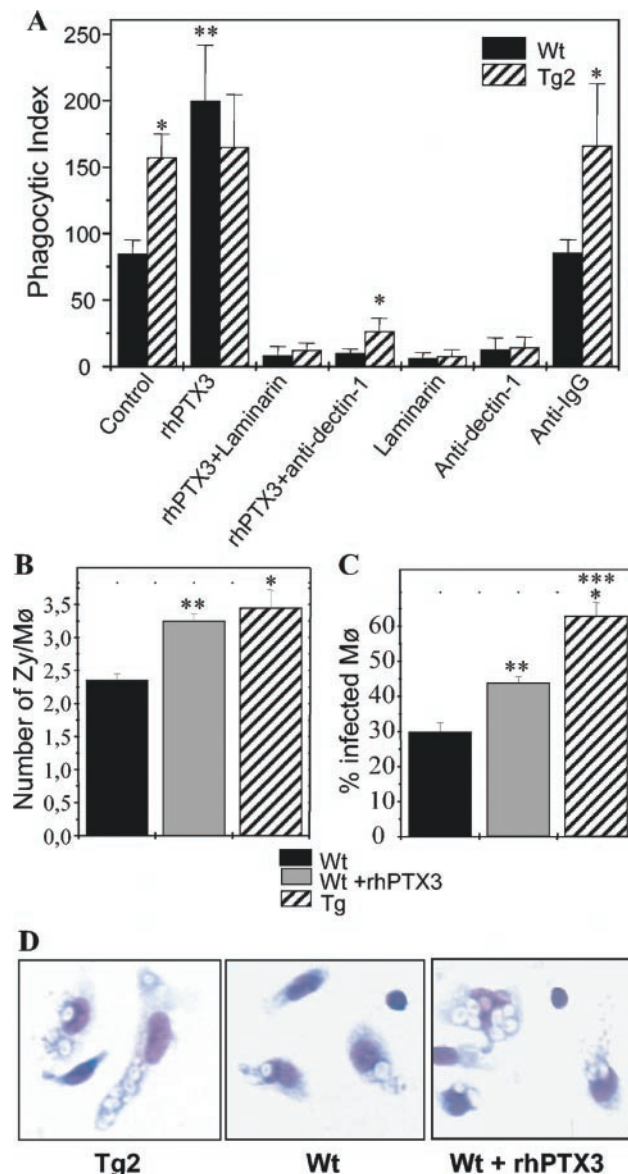 A
Phagocytic Index
250
200
150
100
50
0
Wt
Tg2
*
**
*
*
Control
rhPTX3
rhPTX3+Laminarin
rhPTX3+anti-dectin-1
Laminarin
Anti-dectin-1
Anti-IgG
B
Number of Zy/Mø
3,5
3,0
2,5
2,0
1,5
1,0
0,5
0,0
**
*
C
% infected Mø
60
50
40
30
20
10
0
**
***
*
Wt
Wt +rhPTX3
Tg
D
Tg2
Wt
Wt + rhPTX3